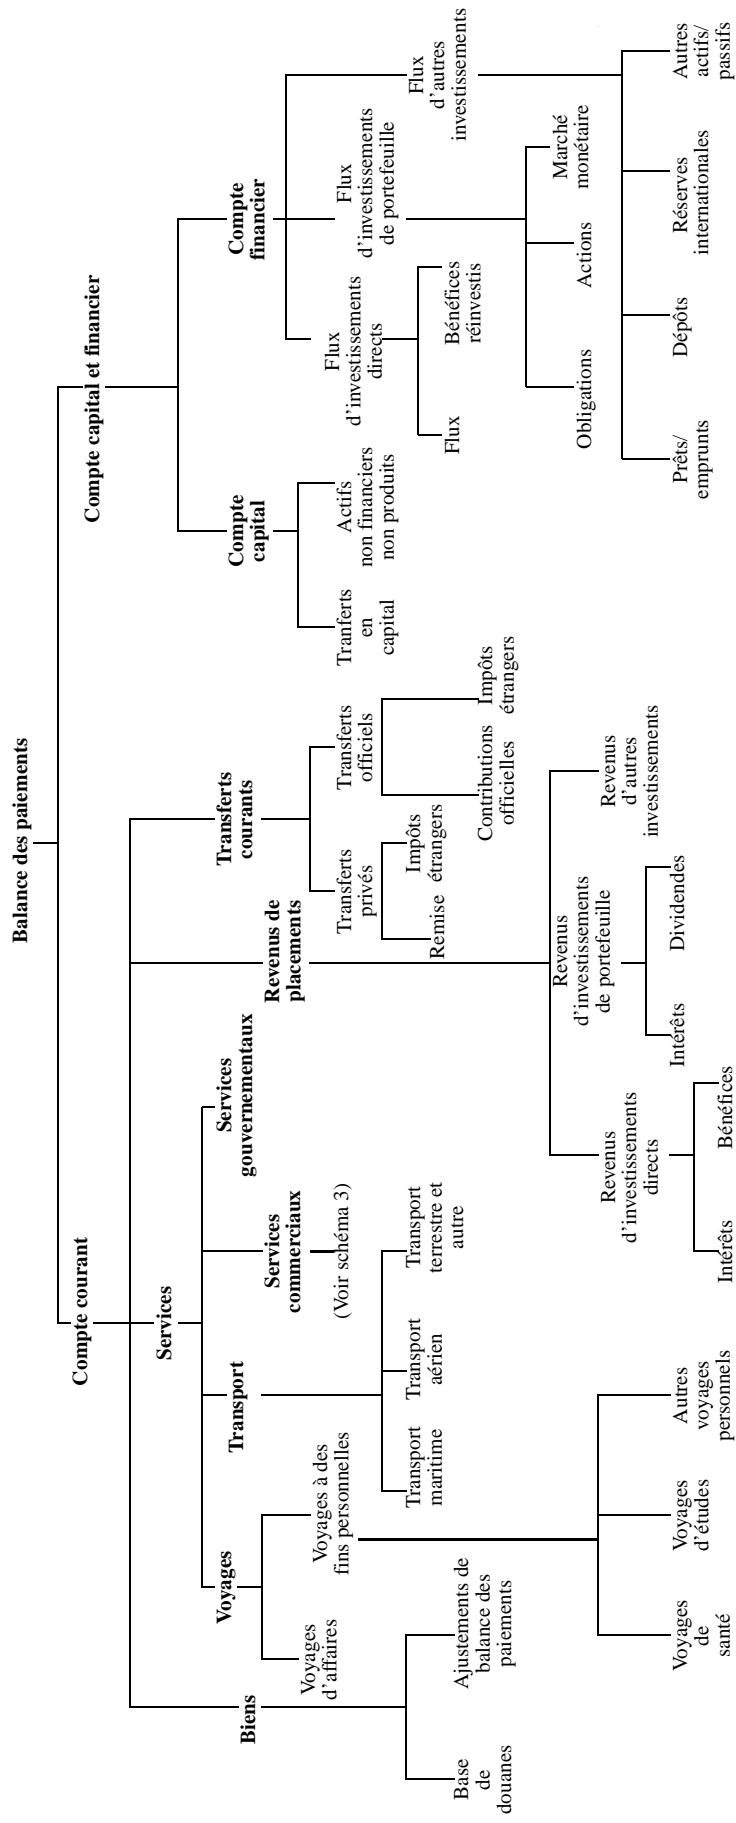 Balance des paiements
Compte courant
Compte capital et financier
Biens
Base
de
douanes
Ajustements de
balance des
paiements
Services
Voyages
Voyages
d'affaires
Voyages à des
fins personnelles
Voyages
de
santé
Voyages
d'études
Autres
voyages
personnels
Transport
Transport
maritime
Transport
aérien
Transport
terrestre et
autre
Services
commerciaux
(Voir schéma 3)
Services
gouvernementaux
Revenus de
placements
Revenus
d'investissements
directs
Intérêts
Bénéfices
Revenus
d'investissements
de portefeuille
Intérêts
Dividendes
Revenus
d'autres
investissements
Transferts
courants
Transferts
privés
Remise
Impôts
étrangers
Transferts
officiels
Contributions
officielles
Impôts
étrangers
Compte
capital
Tranferts
en
capital
Actifs
non financiers
non produits
Compte
financier
Flux
d'investissements
directs
Flux
Bénéfices
réinvestis
Flux
d'investissements
de portefeuille
Obligations
Actions
Marché
monétaire
Flux
d'autres
investissements
Prêts/
emprunts
Dépôts
Réserves
internationales
Autres
actifs/
passifs